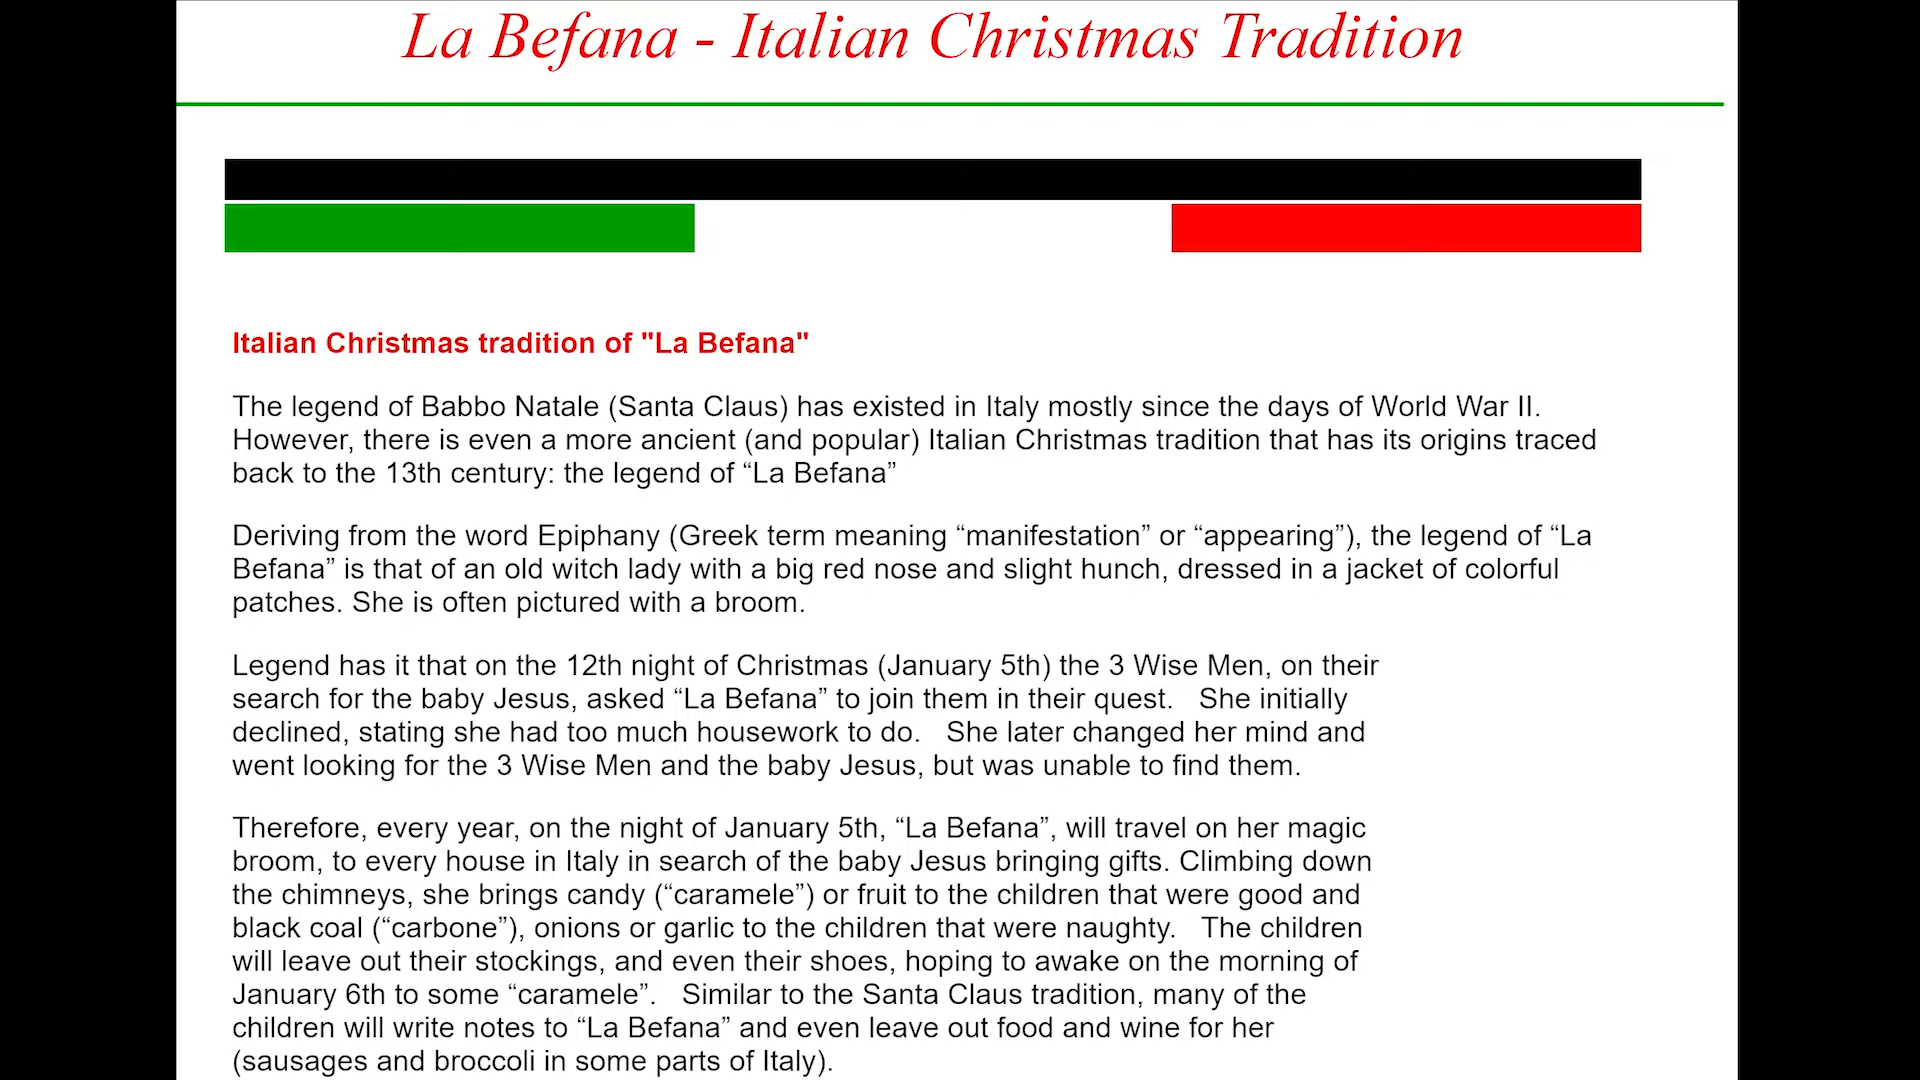 La Befana - Italian Christmas Tradition
Italian Christmas tradition of "La Befana"
The legend of Babbo Natale (Santa Claus) has existed in Italy mostly since the days of World War II.
However, there is even a more ancient (and popular) Italian Christmas tradition that has its origins traced
back to the 13th century: the legend of “La Befana”
Deriving from the word Epiphany (Greek term meaning “manifestation” or “appearing”), the legend of “La
Befana” is that of an old witch lady with a big red nose and slight hunch, dressed in a jacket of colorful
patches. She is often pictured with a broom.
Legend has it that on the 12th night of Christmas (January 5th) the 3 Wise Men, on their
search for the baby Jesus, asked “La Befana” to join them in their quest.   She initially
declined, stating she had too much housework to do.   She later changed her mind and
went looking for the 3 Wise Men and the baby Jesus, but was unable to find them.
Therefore, every year, on the night of January 5th, “La Befana”, will travel on her magic
broom, to every house in Italy in search of the baby Jesus bringing gifts. Climbing down
the chimneys, she brings candy (“caramele”) or fruit to the children that were good and
black coal (“carbone”), onions or garlic to the children that were naughty.   The children
will leave out their stockings, and even their shoes, hoping to awake on the morning of
January 6th to some “caramele”.   Similar to the Santa Claus tradition, many of the
children will write notes to “La Befana” and even leave out food and wine for her
(sausages and broccoli in some parts of Italy).